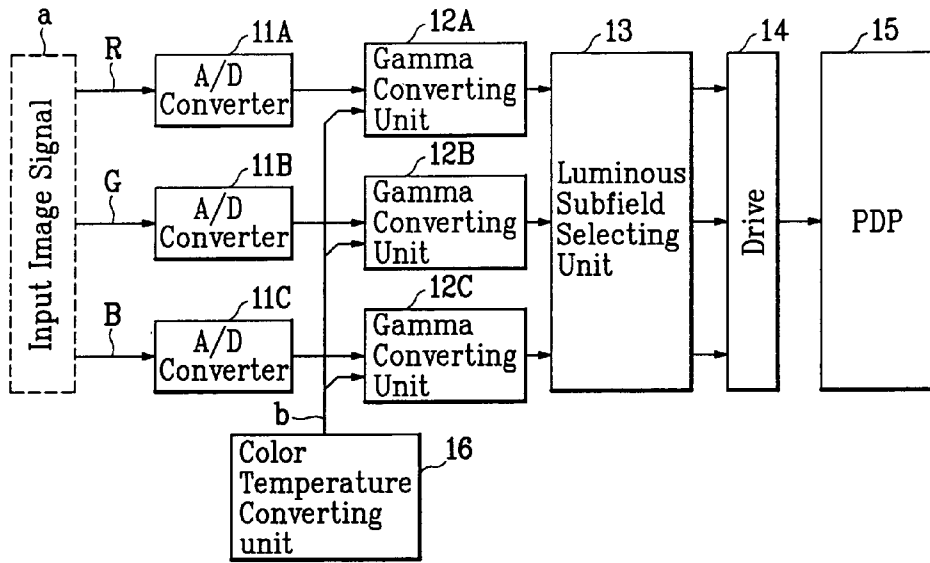 a
Input Image Signal
R
11A
A/D
Converter
12A
Gamma
Converting
Unit
G
11B
A/D
Converter
12B
Gamma
Converting
Unit
B
11C
A/D
Converter
12C
Gamma
Converting
Unit
13
Luminous
Subfield
Selecting
Unit
14
Drive
15
PDP
b
16
Color
Temperature
Converting
unit